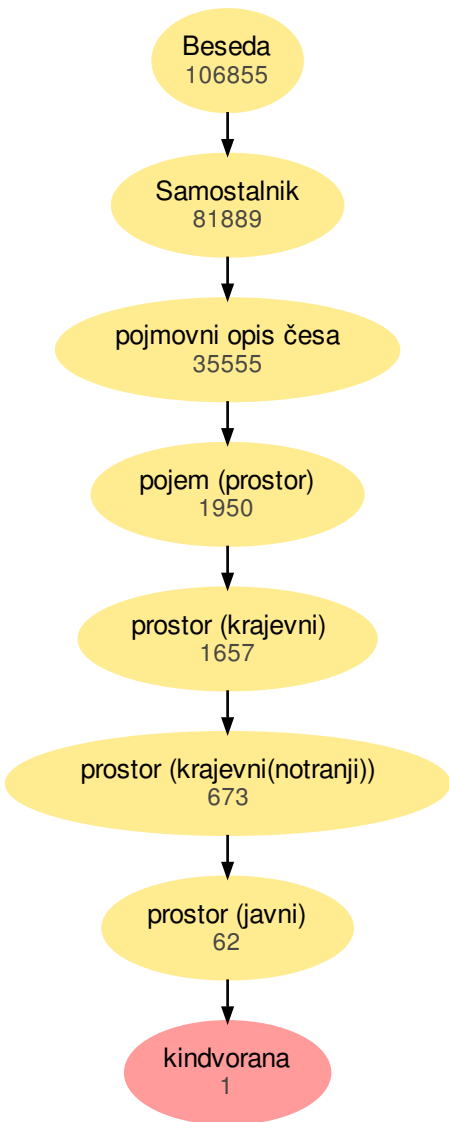 Beseda
106855
Samostalnik
81889
pojmovni opis česa
35555
pojem (prostor)
1950
prostor (krajevni)
1657
prostor (krajevni(notranji))
673
prostor (javni)
62
kindvorana
1